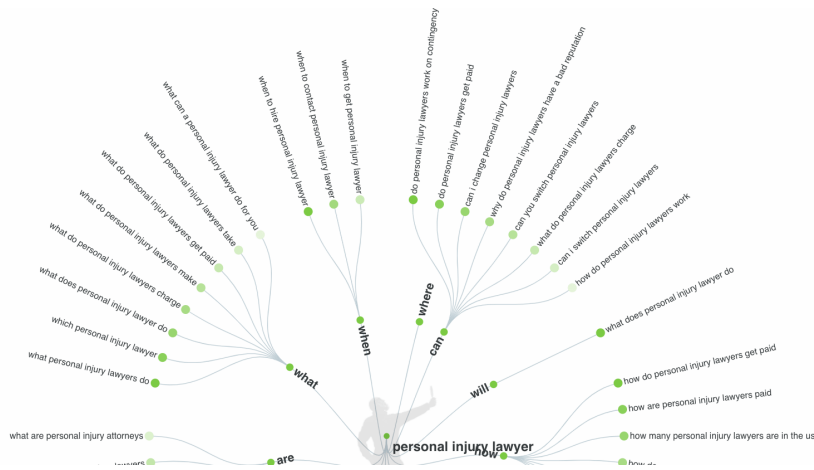 what can a personal injury lawyer do for you
what do personal injury lawyers take
what do personal injury lawyers get paid
what do personal injury lawyers make
what do personal injury lawyers charge
what does personal injury lawyer do
which personal injury lawyer
what personal injury lawyers do
what
when to hire personal injury lawyer
when to contact personal injury lawyer
when to get personal injury lawyer
when
where
do personal injury lawyers work on contingency
do personal injury lawyers get paid
can i change personal injury lawyers
why do personal injury lawyers have a bad reputation
can you switch personal injury lawyers
what do personal injury lawyers charge
can i switch personal injury lawyers
how do personal injury lawyers work
can
what does personal injury lawyer do
will
how do personal injury lawyers get paid
how are personal injury lawyers paid
how many personal injury lawyers are in the us
how do
how
personal injury lawyer
what are personal injury attorneys
lawyers
are